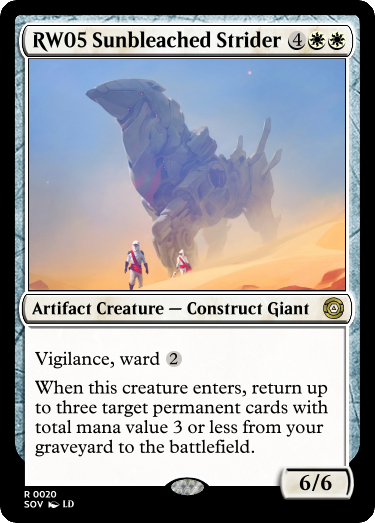 RW05 Sunbleached Strider 4
Artifact Creature — Construct Giant
Vigilance, ward 2
When this creature enters, return up
to three target permanent cards with
total mana value 3 or less from your
graveyard to the battlefield.
6/6
R 0020
SOV LD